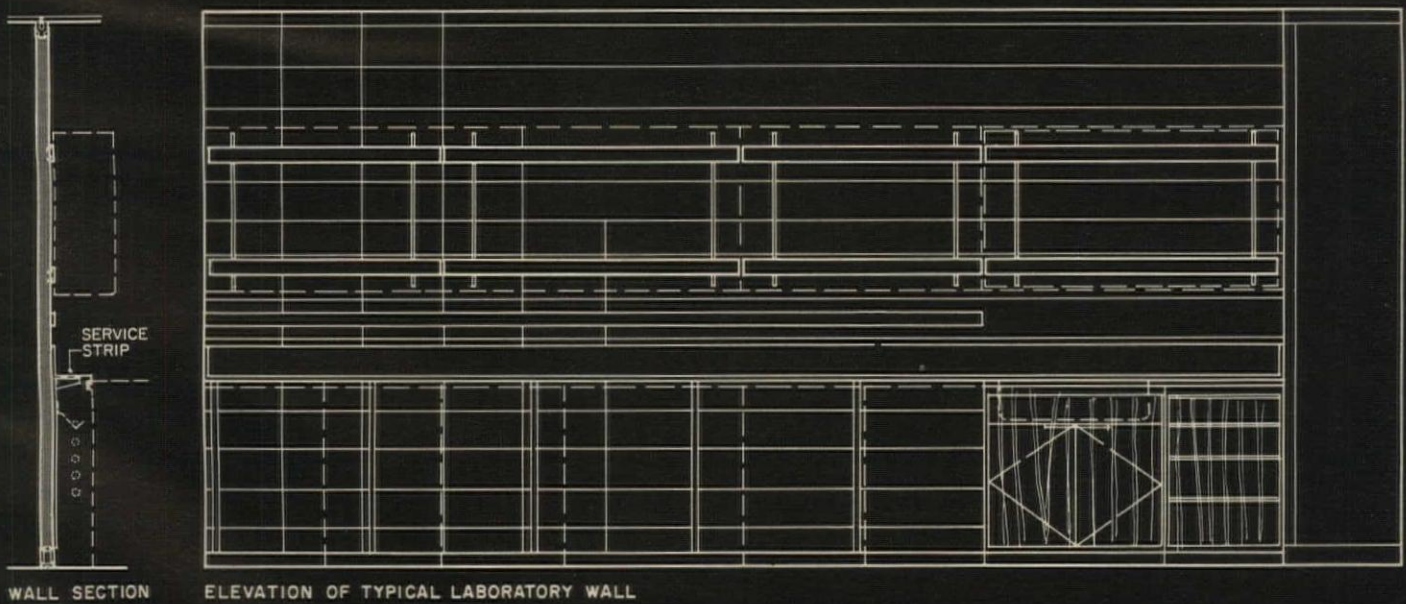 SERVICE
STRIP
WALL SECTION
ELEVATION OF TYPICAL LABORATORY WALL